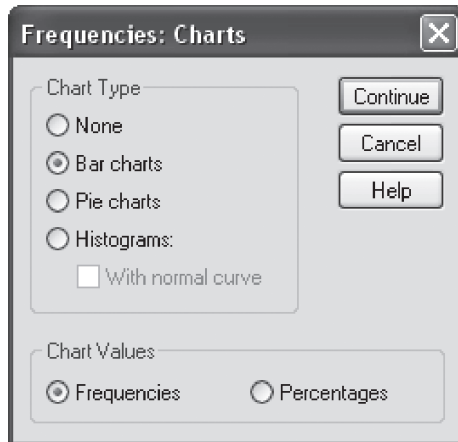 Frequencies: Charts
Chart Type
None
Bar charts
Pie charts
Histograms:
With normal curve
Continue
Cancel
Help
Chart Values
Frequencies
Percentages